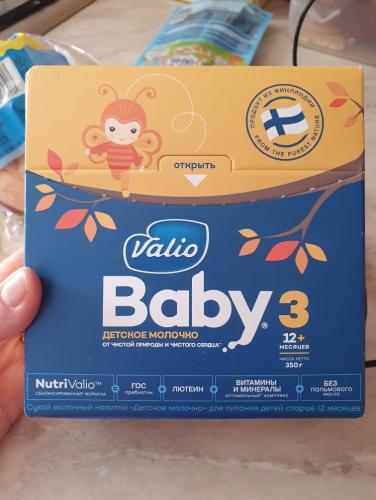 ПРОДУКТ ИЗ ФИНЛЯНДИИ
FROM THE PUREST NATURE
ОТКРЫТЬ
Valio
Baby® 3
ДЕТСКОЕ МОЛОЧКО
ОТ ЧИСТОЙ ПРИРОДЫ И ЧИСТОГО СЕРДЦА
12+
МЕСЯЦЕВ
МАССА НЕТТО
350 г
NutriValio™
СБАЛАНСИРОВАННАЯ ФОРМУЛА
=
ГОС
пребиотик
+
ЛЮТЕИН
+
ВИТАМИНЫ
И МИНЕРАЛЫ
оптимальный* комплекс
+
БЕЗ
пальмового
масла
Сухой молочный напиток «Детское молочко» для питания детей старше 12 месяцев